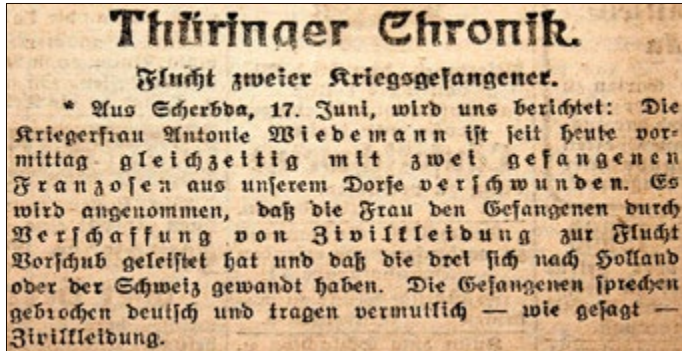 Thüringer Chronik.
Flucht zweier Kriegsgefangener.
* Aus Scherbda, 17. Juni, wird uns berichtet: Die
Kriegerfrau Antonie Wiedemann ist seit heute vor-
mittag gleichzeitig mit zwei gefangenen
Franzosen aus unserem Dorfe verschwunden. Es
wird angenommen, daß die Frau den Gefangenen durch
Verschaffung von Zivilkleidung zur Flucht
Vorschub geleistet hat und daß die drei sich nach Holland
oder der Schweiz gewandt haben. Die Gefangenen sprechen
gebrochen deutsch und tragen vermutlich — wie gesagt —
Zivilkleidung.